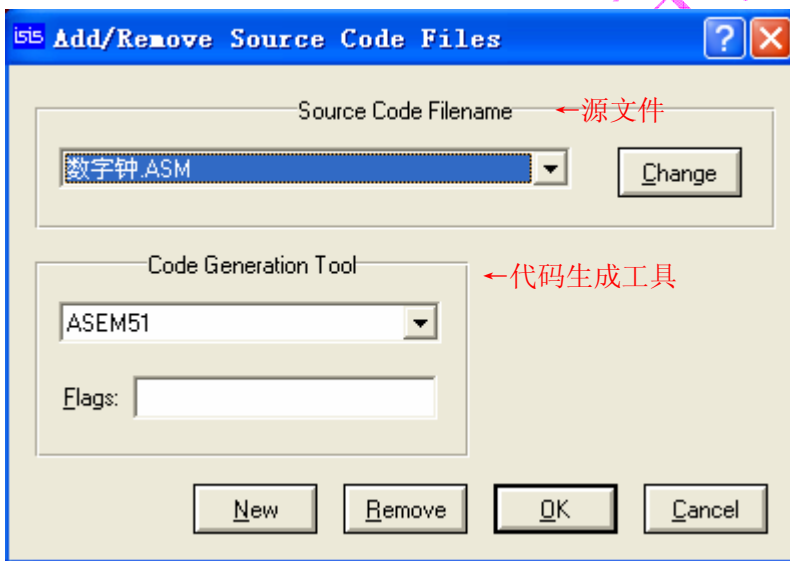 isis Add/Remove Source Code Files
Source Code Filename ←源文件
数字钟.ASM
Change
Code Generation Tool
←代码生成工具
ASEM51
Flags:
New Remove OK Cancel